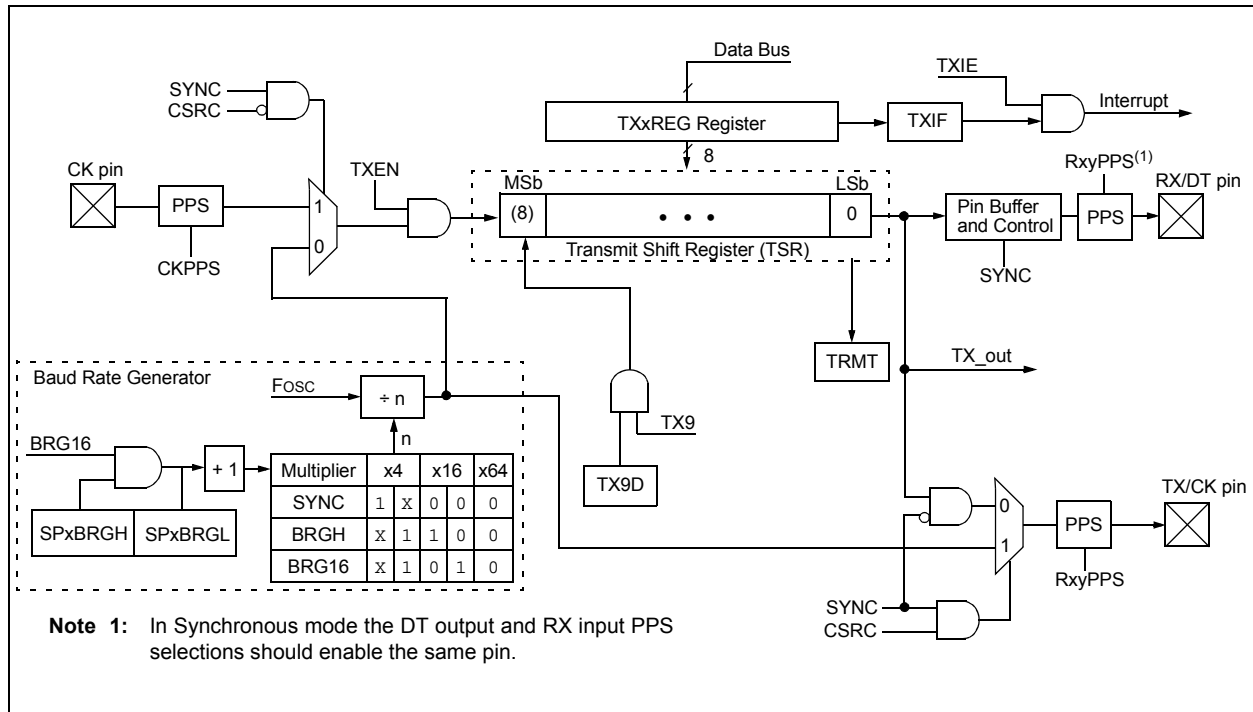 Data Bus
TXIE
SYNC
CSRC
Interrupt
TXxREG Register
TXIF
8
CK pin
TXEN
RxyPPS(1)
RX/DT pin
MSb
LSb
PPS
1
(8)
• • •
0
Pin Buffer
and Control
PPS
0
CKPPS
Transmit Shift Register (TSR)
SYNC
TRMT
TX_out
Baud Rate Generator
FOSC
÷ n
n
TX9
BRG16
+ 1
TX9D
Multiplier x4 x16 x64
SYNC 1 X 0 0 0
BRGH X 1 1 0 0
BRG16 X 1 0 1 0
SPxBRGH SPxBRGL
TX/CK pin
0
PPS
1
RxyPPS
SYNC
CSRC
Note 1: In Synchronous mode the DT output and RX input PPS
selections should enable the same pin.